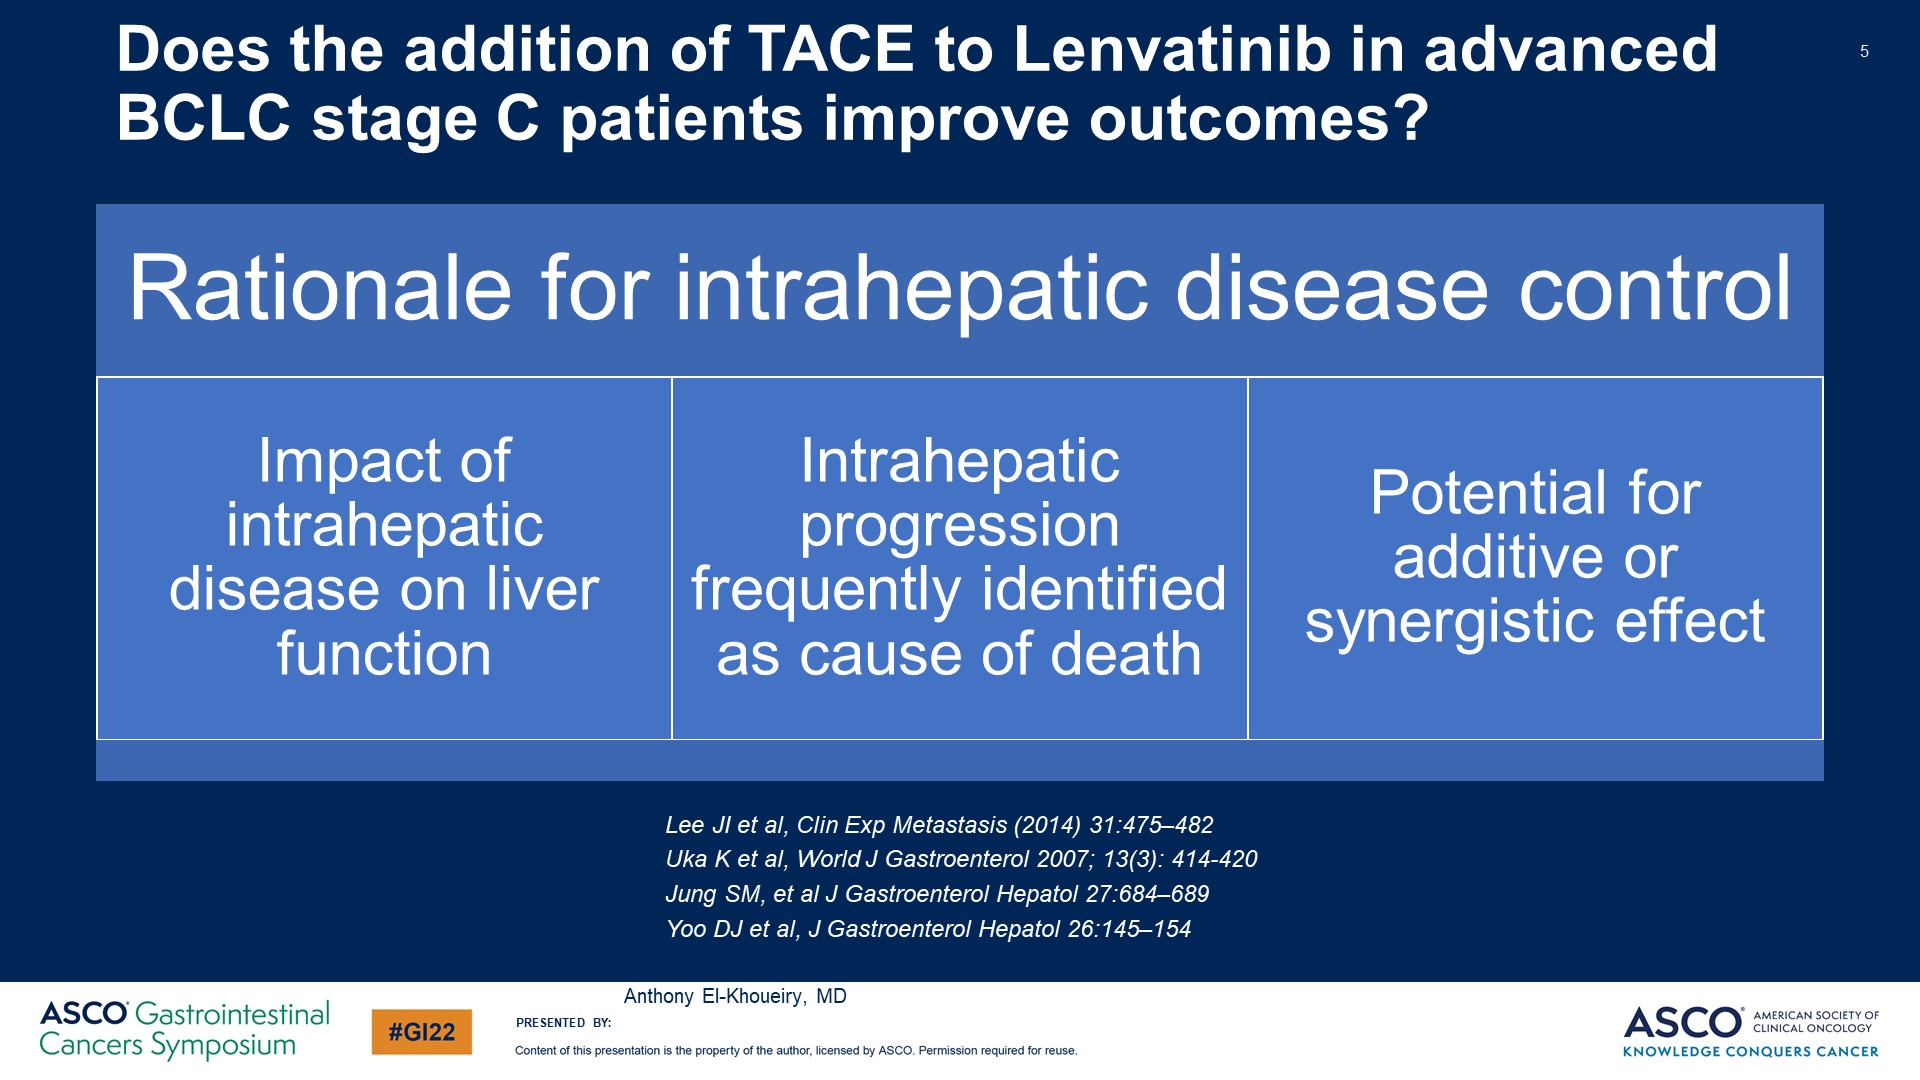 Does the addition of TACE to Lenvatinib in advanced
BCLC stage C patients improve outcomes?
5
Rationale for intrahepatic disease control
Impact of
intrahepatic
disease on liver
function
Intrahepatic
progression
frequently identified
as cause of death
Potential for
additive or
synergistic effect
Lee JI et al, Clin Exp Metastasis (2014) 31:475–482
Uka K et al, World J Gastroenterol 2007; 13(3): 414-420
Jung SM, et al J Gastroenterol Hepatol 27:684–689
Yoo DJ et al, J Gastroenterol Hepatol 26:145–154
ASCO® Gastrointestinal
Cancers Symposium
#GI22
Anthony El-Khoueiry, MD
PRESENTED BY:
Content of this presentation is the property of the author, licensed by ASCO. Permission required for reuse.
ASCO® AMERICAN SOCIETY OF
CLINICAL ONCOLOGY
KNOWLEDGE CONQUERS CANCER